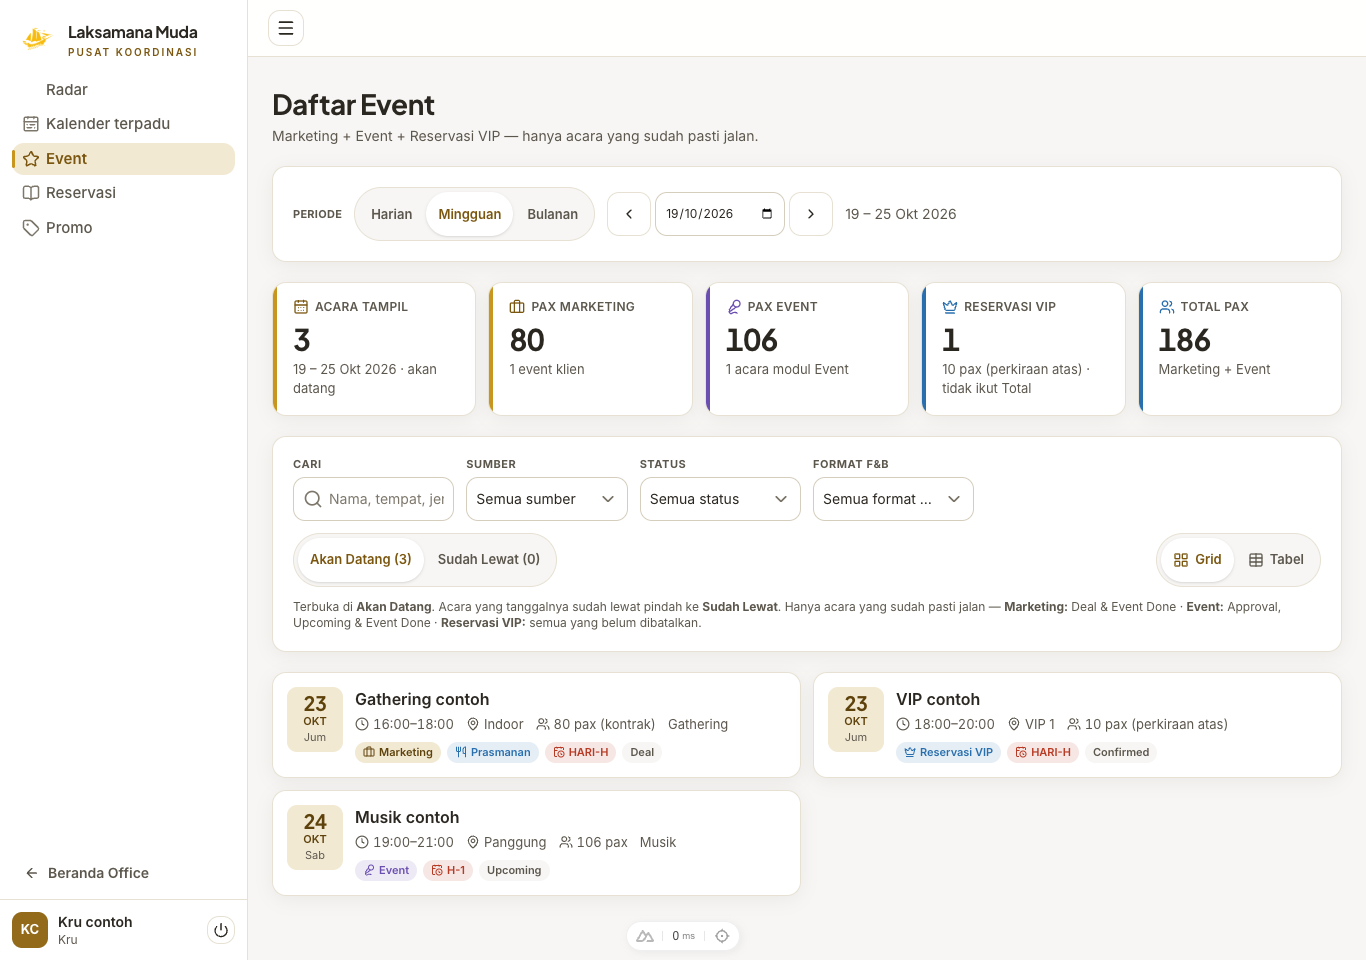 Laksamana Muda
PUSAT KOORDINASI
Radar
Kalender terpadu
Event
Reservasi
Promo
Beranda Office
KC
Kru contoh
Kru
Daftar Event
Marketing + Event + Reservasi VIP — hanya acara yang sudah pasti jalan.
PERIODE
Harian
Mingguan
Bulanan
19/10/2026
19 – 25 Okt 2026
ACARA TAMPIL
3
19 – 25 Okt 2026 · akan
datang
PAX MARKETING
80
1 event klien
PAX EVENT
106
1 acara modul Event
RESERVASI VIP
1
10 pax (perkiraan atas) ·
tidak ikut Total
TOTAL PAX
186
Marketing + Event
CARI
Nama, tempat, jer
SUMBER
Semua sumber
STATUS
Semua status
FORMAT F&B
Semua format ...
Akan Datang (3)
Sudah Lewat (0)
Grid
Tabel
Terbuka di Akan Datang. Acara yang tanggalnya sudah lewat pindah ke Sudah Lewat. Hanya acara yang sudah pasti jalan — Marketing: Deal & Event Done · Event: Approval,
Upcoming & Event Done · Reservasi VIP: semua yang belum dibatalkan.
23
OKT
Jum
Gathering contoh
16:00–18:00 Indoor 80 pax (kontrak) Gathering
Marketing Prasmanan HARI-H Deal
23
OKT
Jum
VIP contoh
18:00–20:00 VIP 1 10 pax (perkiraan atas)
Reservasi VIP HARI-H Confirmed
24
OKT
Sab
Musik contoh
19:00–21:00 Panggung 106 pax Musik
Event H-1 Upcoming
0 ms